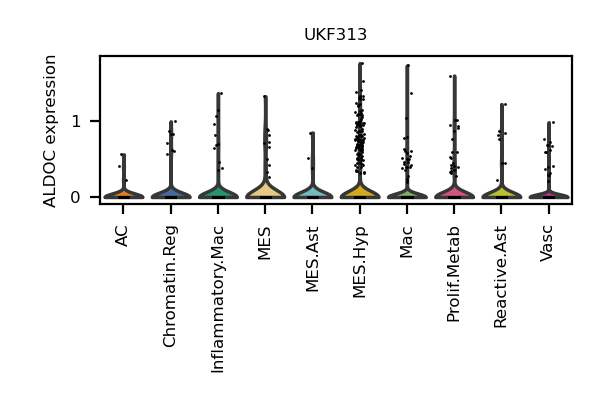 UKF313
ALDOC expression
1
0
AC
Chromatin.Reg
Inflammatory.Mac
MES
MES.Ast
MES.Hyp
Mac
Prolif.Metab
Reactive.Ast
Vasc